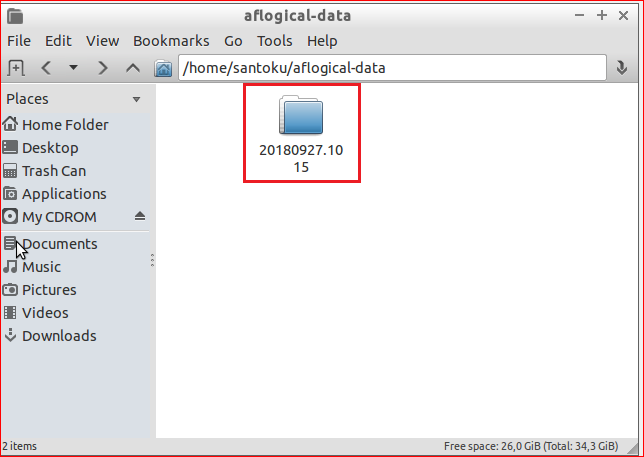 aflogical-data
File Edit View Bookmarks Go Tools Help
/home/santoku/aflogical-data
Places
Home Folder
Desktop
Trash Can
Applications
My CDROM
Documents
Music
Pictures
Videos
Downloads
20180927.10
15
2 items Free space: 26,0 GiB (Total: 34,3 GiB)